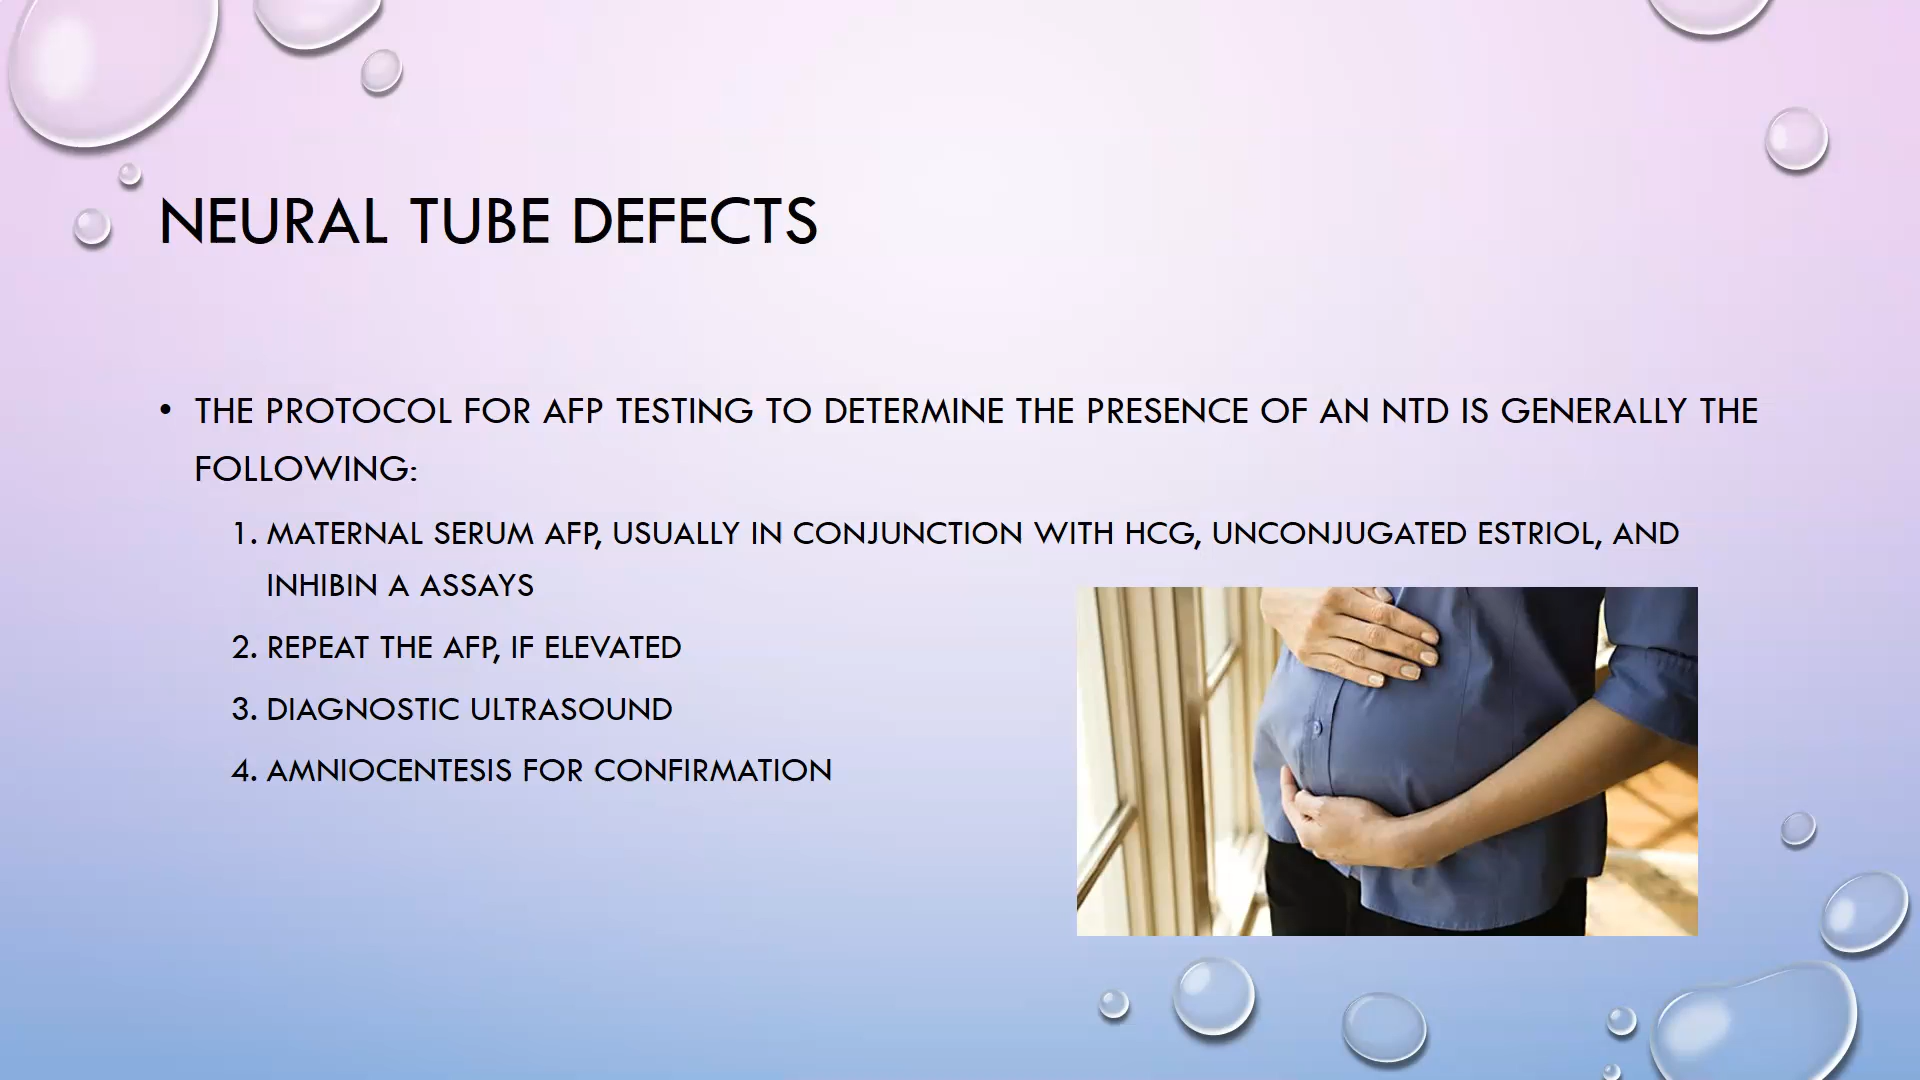 NEURAL TUBE DEFECTS
• THE PROTOCOL FOR AFP TESTING TO DETERMINE THE PRESENCE OF AN NTD IS GENERALLY THE
FOLLOWING:
1. MATERNAL SERUM AFP, USUALLY IN CONJUNCTION WITH HCG, UNCONJUGATED ESTRIOL, AND
INHIBIN A ASSAYS
2. REPEAT THE AFP, IF ELEVATED
3. DIAGNOSTIC ULTRASOUND
4. AMNIOCENTESIS FOR CONFIRMATION